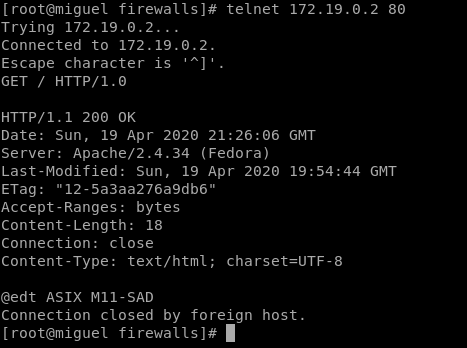 [root@miguel firewalls]# telnet 172.19.0.2 80
Trying 172.19.0.2...
Connected to 172.19.0.2.
Escape character is '^]'.
GET / HTTP/1.0

HTTP/1.1 200 OK
Date: Sun, 19 Apr 2020 21:26:06 GMT
Server: Apache/2.4.34 (Fedora)
Last-Modified: Sun, 19 Apr 2020 19:54:44 GMT
ETag: "12-5a3aa276a9db6"
Accept-Ranges: bytes
Content-Length: 18
Connection: close
Content-Type: text/html; charset=UTF-8

@edt ASIX M11-SAD
Connection closed by foreign host.
[root@miguel firewalls]#